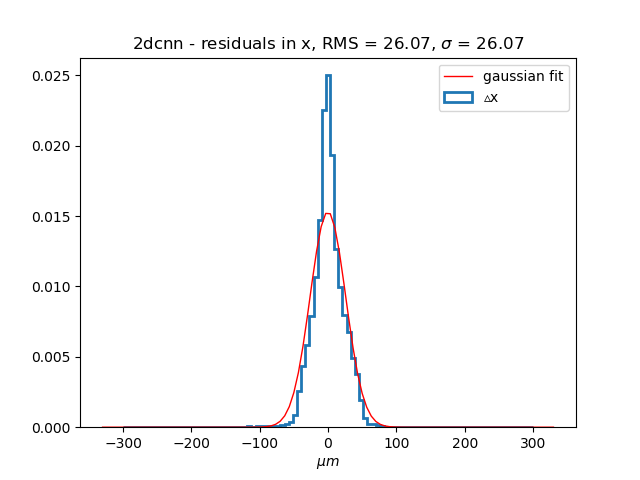 2dcnn - residuals in x, RMS = 26.07, σ = 26.07
gaussian fit
▵x
0.025
0.020
0.015
0.010
0.005
0.000
−300 −200 −100 0 100 200 300
μm